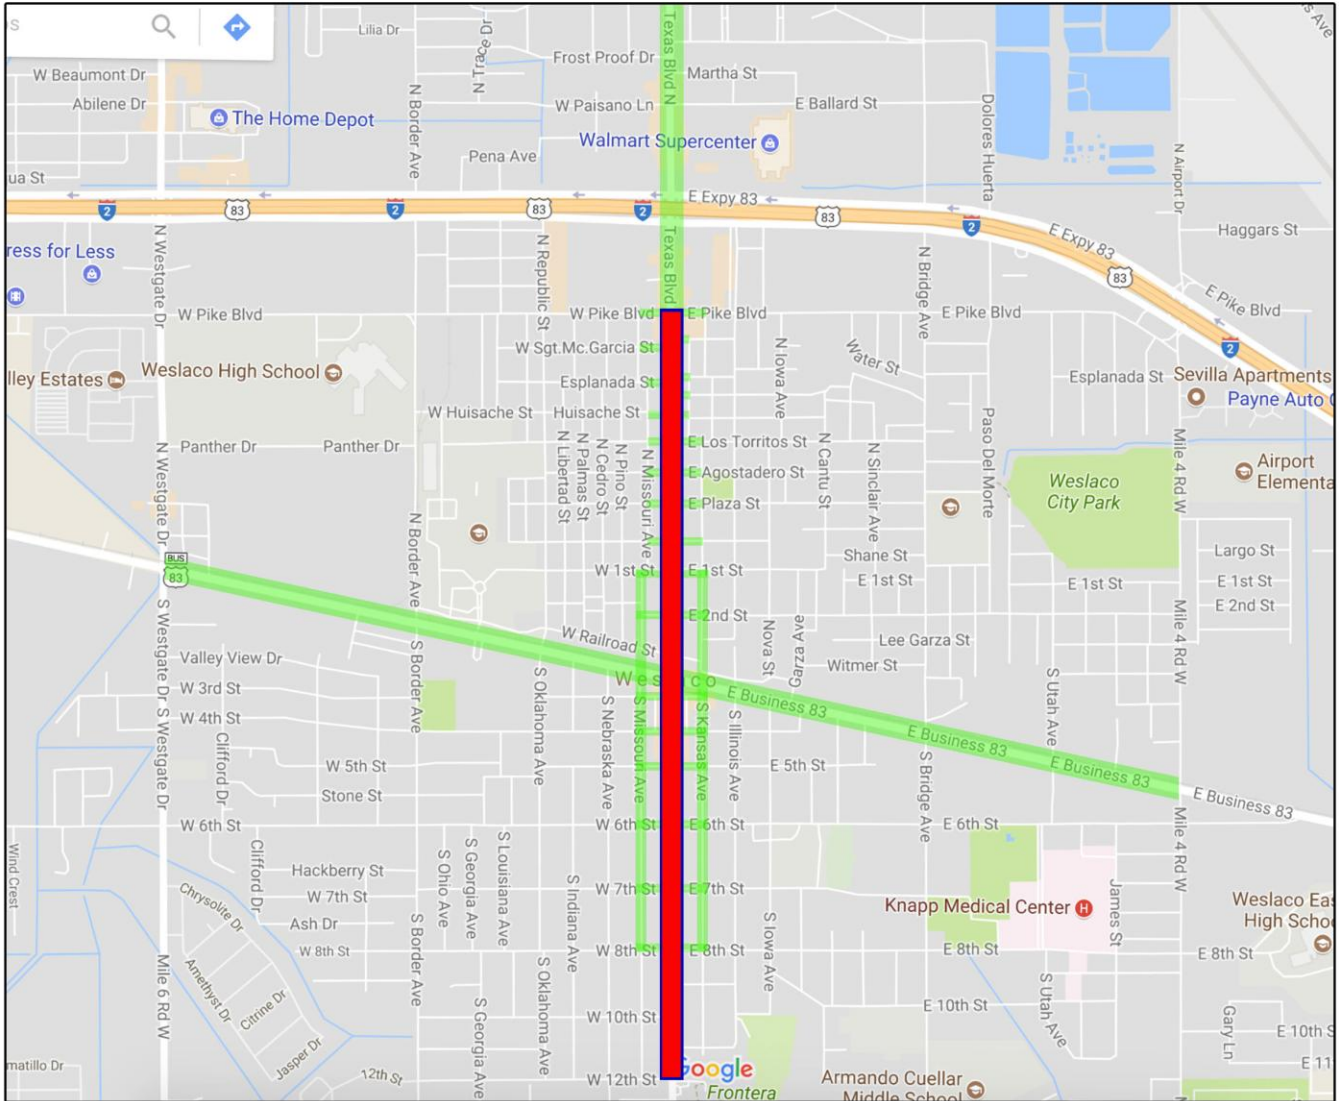 s
Lilia Dr
N Trace Dr
Texas Blvd N
s Ave
Frost Proof Dr
Martha St
W Beaumont Dr
Abilene Dr
N Border Ave
W Paisano Ln
E Ballard St
Dolores Huerta
The Home Depot
Walmart Supercenter
Pena Ave
N Airport Dr
ua St
2
83
2
83
2
E Expy 83
83
2
E Expy 83
83
Haggars St
ress for Less
N Westgate Dr
N Republic St
Texas Blvd
N Bridge Ave
E Pike Blvd
W Pike Blvd
W Pike Blvd
E Pike Blvd
E Pike Blvd
2
W Sgt.Mc.Garcia St
N Iowa Ave
Water St
lley Estates
Weslaco High School
Esplanada St
Esplanada St
Sevilla Apartments
Payne Auto
W Huisache St
Huisache St
Paso Del Morte
Panther Dr
Panther Dr
N Westgate Dr
N Libertad St
N Palmas St
N Cedro St
N Pino St
N Missouri Ave
E Los Torritos St
N Cantu St
N Sinclair Ave
Mile 4 Rd W
Airport
Elementa
E Agostadero St
Weslaco
City Park
E Plaza St
N Border Ave
BUS
83
Shane St
Largo St
W 1st St
E 1st St
E 1st St
E 1st St
E 1st St
E 2nd St
E 2nd St
S Westgate Dr
W Railroad St
Nova St
Garza Ave
Lee Garza St
Mile 4 Rd W
Valley View Dr
S Border Ave
Witmer St
W 3rd St
S Oklahoma Ave
Weslaco
E Business 83
S Utah Ave
W 4th St
S Westgate Dr
Clifford Dr
S Nebraska Ave
S Missouri Ave
S Kansas Ave
S Illinois Ave
E Business 83
W 5th St
E 5th St
S Bridge Ave
E Business 83
Stone St
E Business 83
W 6th St
W 6th St
E 6th St
E 6th St
Mile 4 Rd W
Wind Crest
Clifford Dr
Hackberry St
S Ohio Ave
S Georgia Ave
S Louisiana Ave
S Indiana Ave
W 7th St
W 7th St
E 7th St
Chrysolite Dr
Ash Dr
Knapp Medical Center
H
James St
Weslaco Eas
High Schoo
W 8th St
S Border Ave
W 8th St
E 8th St
S Iowa Ave
E 8th St
E 8th St
Mile 6 Rd W
Amethyst Dr
Citrine Dr
S Georgia Ave
S Oklahoma Ave
S Utah Ave
E 10th St
W 10th St
Gary Ln
E 10th S
matillo Dr
Jasper Dr
12th St
W 12th St
Google
Frontera
Armando Cuellar
Middle School
E 11